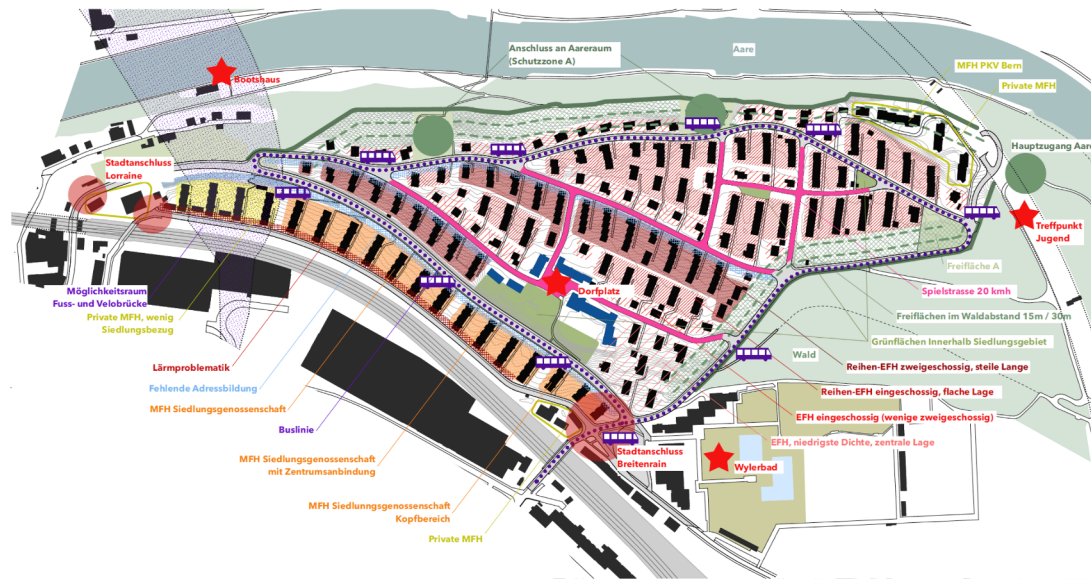 Anschluss an Aareraum
(Schutzzone A)
Aare
MFH PKV Bern
Private MFH
Bootshaus
Hauptzugang Aare
Stadtanschluss
Lorraine
Treffpunkt
Jugend
Freifläche A
Dorfplatz
Möglichkeitsraum
Fuss- und Velobrücke
Spielstrasse 20 kmh
Private MFH, wenig
Siedlungsbezug
Freiflächen im Waldabstand 15m / 30m
Grünflächen Innerhalb Siedlungsgebiet
Wald
Lärmproblematik
Reihen-EFH zweigeschossig, steile Lange
Fehlende Adressbildung
Reihen-EFH eingeschossig, flache Lage
MFH Siedlungsgenossenschaft
EFH eingeschossig (wenige zweigeschossig)
Buslinie
EFH, niedrigste Dichte, zentrale Lage
Stadtanschluss
Breitenrain
MFH Siedlungsgenossenschaft
mit Zentrumsanbindung
Wylerbad
MFH Siedlunngsgenossenschaft
Kopfbereich
Private MFH